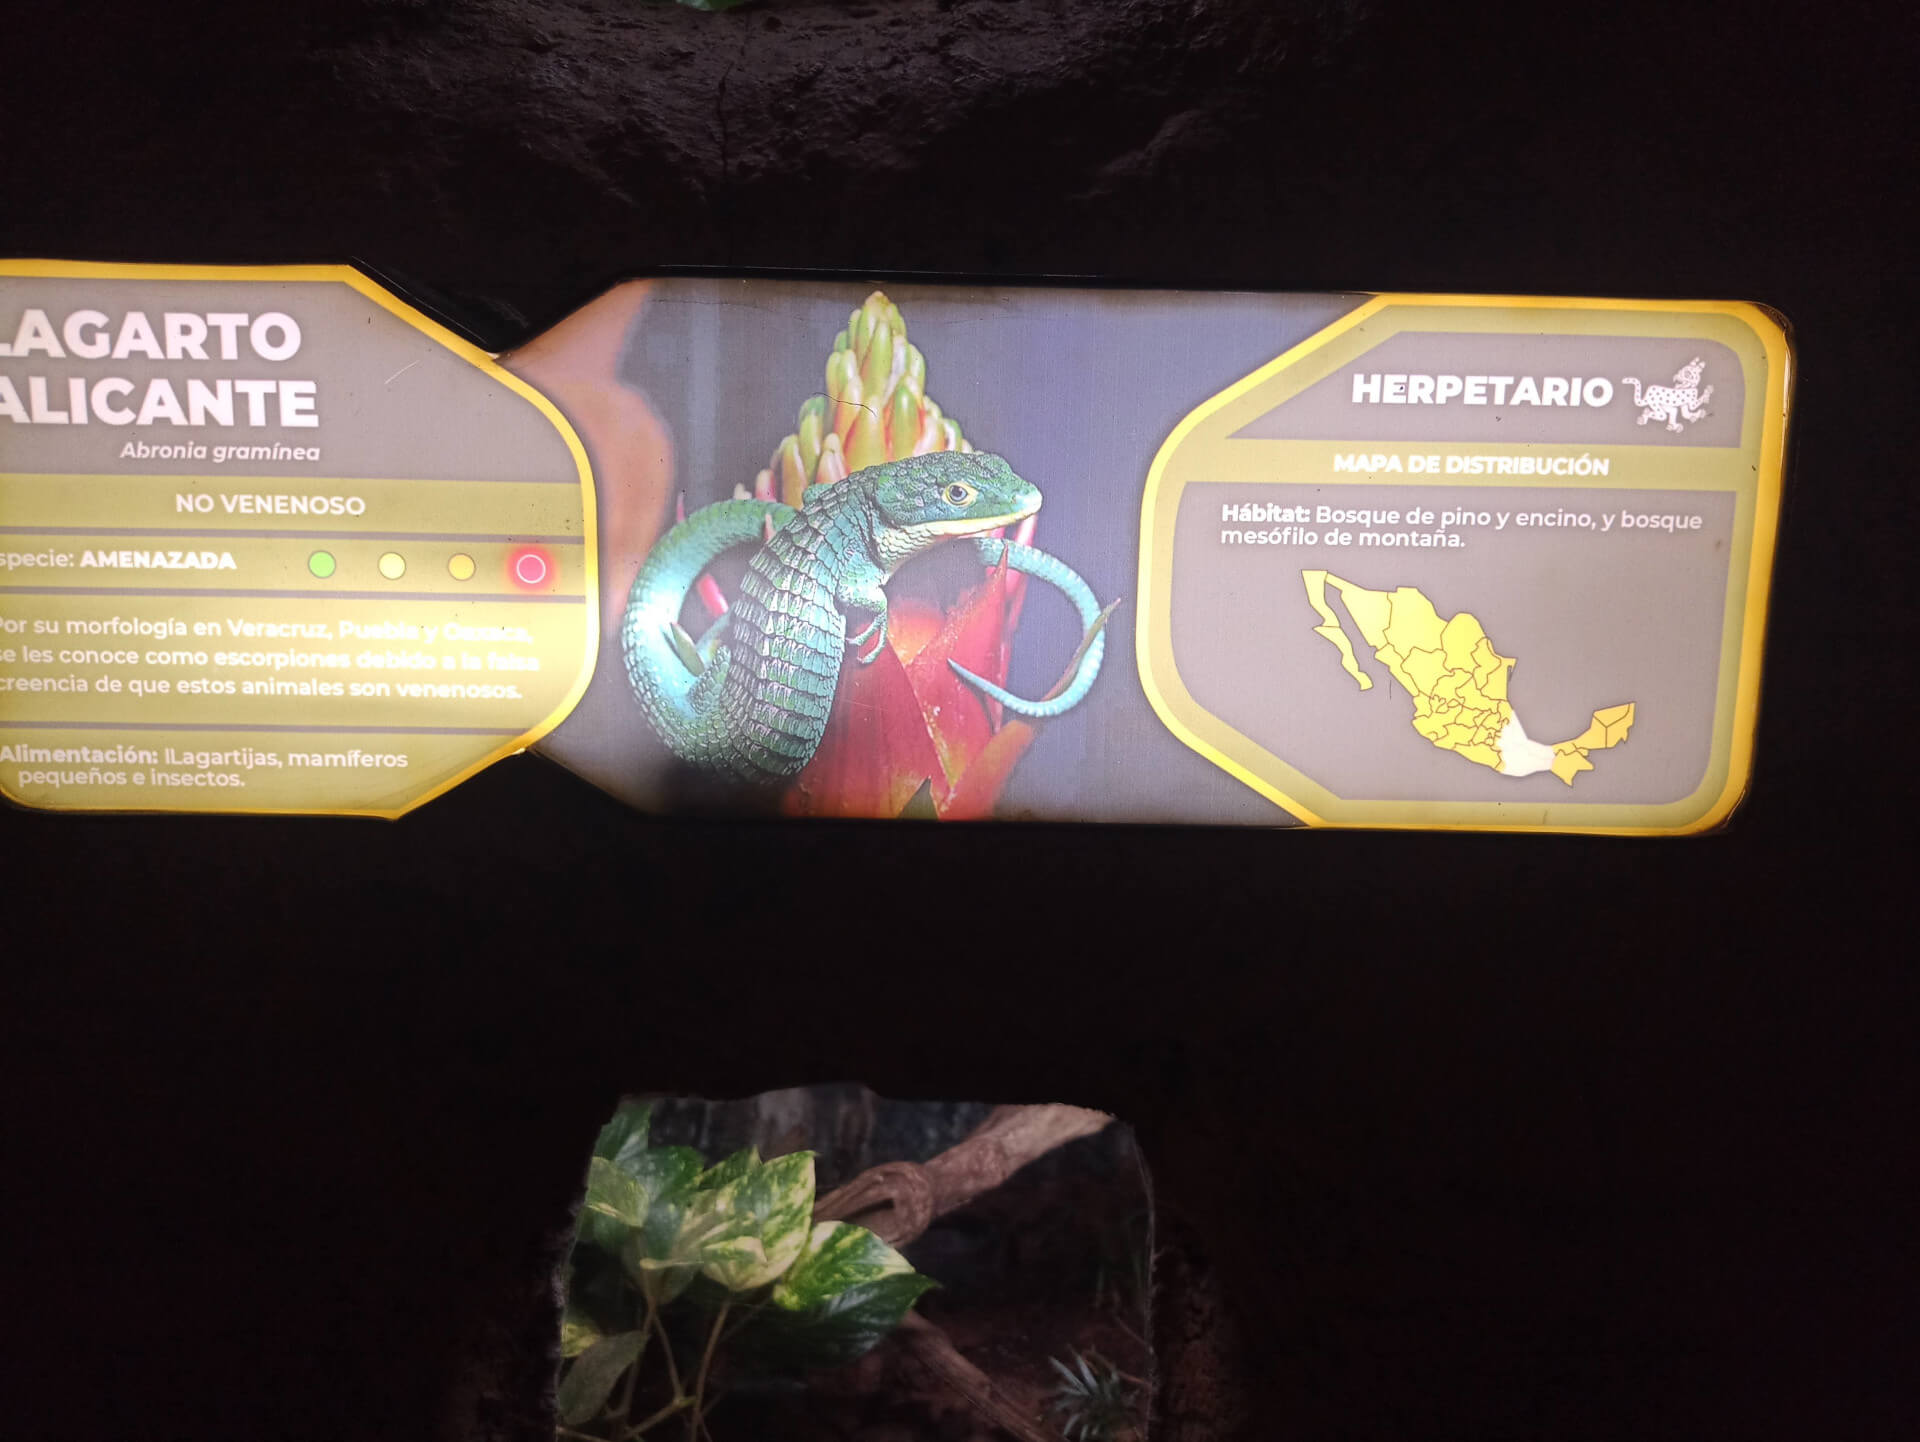 LAGARTO
ALICANTE
Abronia gramínea
NO VENENOSO
specie: AMENAZADA
Por su morfología en Veracruz, Puebla y Oaxaca,
se les conoce como escorpiones debido a la falsa
creencia de que estos animales son venenosos.
Alimentación: lLagartijas, mamíferos
pequeños e insectos.
HERPETARIO
MAPA DE DISTRIBUCIÓN
Hábitat: Bosque de pino y encino, y bosque
mesófilo de montaña.